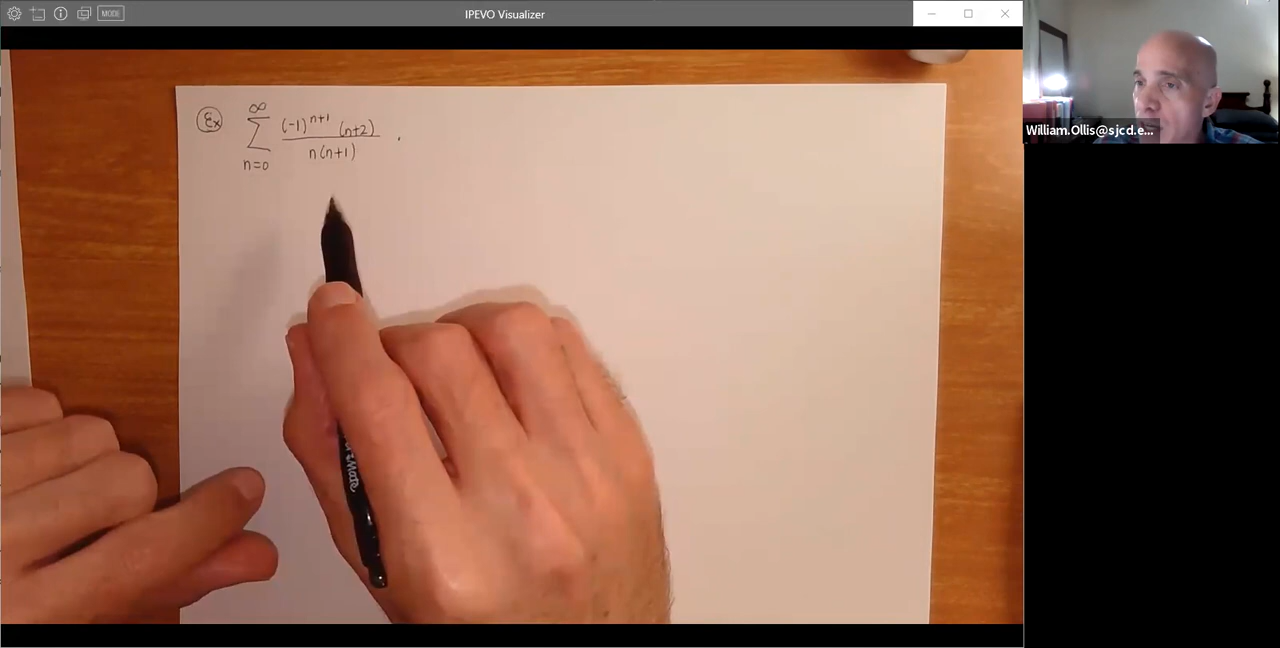 MODE
IPEVO Visualizer
William.Ollis@sjcd.e...
Ex ∞ ∑ n=0 (-1)^{n+1} (n+2) / n(n+1) .